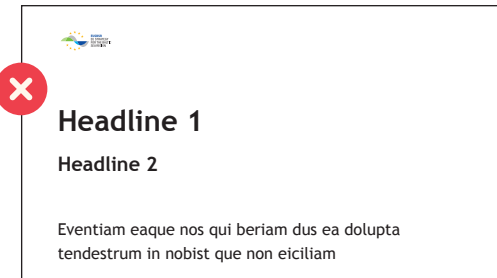 Headline 1
Headline 2
Eventiam eaque nos qui beriam dus ea dolupta
tendestrum in nobist que non eiciliam